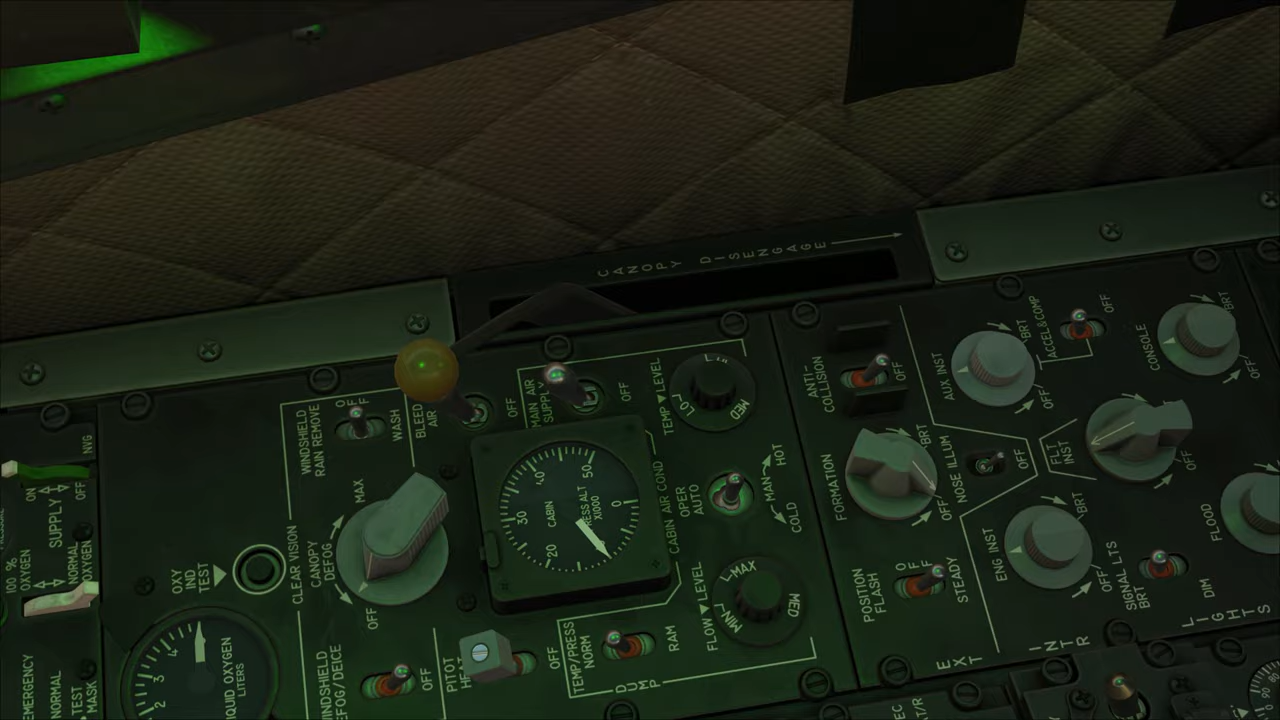 CANOPY DISENGAGE
WINDSHIELD
RAIN REMOVE
OFF
WASH
BLEED
AIR
OFF
MAIN AIR
SUPPLY
OFF
TEMP LEVEL
LO
MED
CABIN AIR COND
OPER
AUTO
MAN
HOT
COLD
FLOW LEVEL
MIN
MED
MAX
CLEAR VISION
CANOPY
DEFOG
MAX
OFF
CABIN
PRESS ALT
X1000
0
20
30
40
50
WINDSHIELD
DEFOG/DEICE
OFF
PITOT
OFF
TEMP/PRESS
NORM
RAM
DUMP
OXY
IND
TEST
LIQUID OXYGEN
LITERS
4
3
2
NVG
ON
OFF
SUPPLY
100 %
OXYGEN
NORMAL
OXYGEN
EMERGENCY
NORMAL
TEST
MASK
ANTI-
COLLISION
OFF
FORMATION
BRT
OFF
NOSE ILLUM
OFF
POSITION
FLASH
OFF
STEADY
EXT
AUX INST
BRT
OFF
ACCEL&COMP
OFF
CONSOLE
BRT
OFF
FLT
INST
OFF
ENG INST
BRT
OFF
SIGNAL LTS
BRT
DIM
FLOOD
INTR
LIGHTS